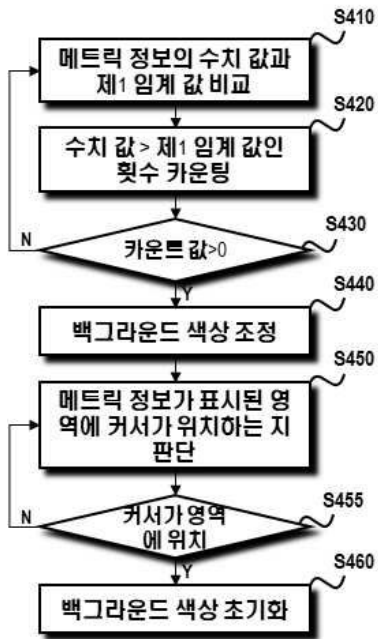 S410
메트릭 정보의 수치 값과
제1 임계 값 비교
S420
수치 값 > 제1 임계 값인
횟수 카운팅
S430
카운트 값>0
N
Y
S440
백그라운드 색상 조정
S450
메트릭 정보가 표시된 영
역에 커서가 위치하는 지
판단
S455
커서가 영역
에 위치
N
Y
S460
백그라운드 색상 초기화